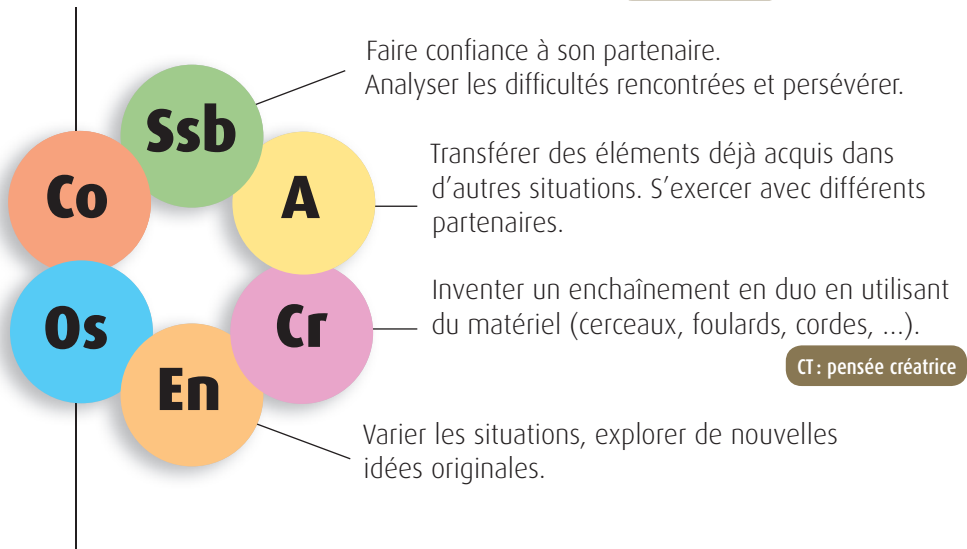 Faire confiance à son partenaire.
Analyser les difficultés rencontrées et persévérer.
Ssb
Co
A
Transférer des éléments déjà acquis dans
d'autres situations. S'exercer avec différents
partenaires.
Os
Cr
Inventer un enchaînement en duo en utilisant
du matériel (cerceaux, foulards, cordes, ...).
CT : pensée créatrice
En
Varier les situations, explorer de nouvelles
idées originales.